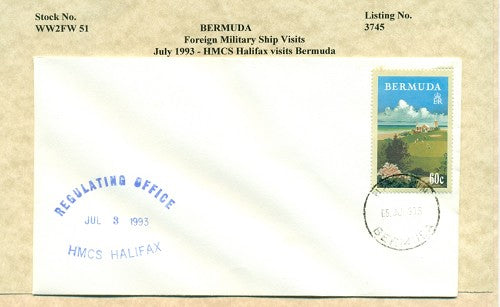 Stock No.
WW2FW 51
BERMUDA
Foreign Military Ship Visits
July 1993 - HMCS Halifax visits Bermuda
Listing No.
3745
BERMUDA
60c
REGULATING OFFICE
JUL 3 1993
HMCS HALIFAX